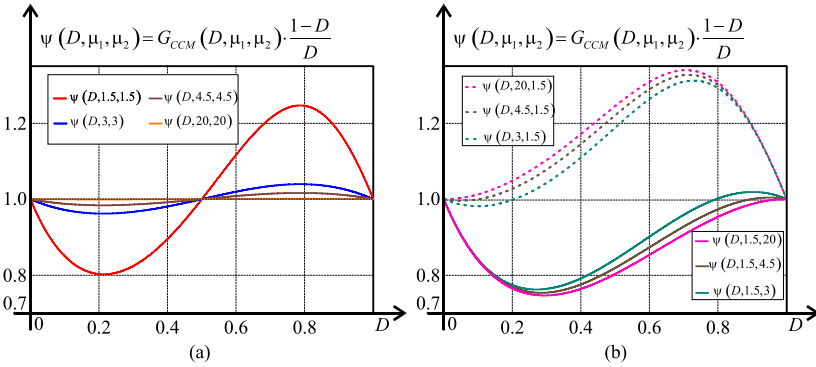 ψ(D,μ₁,μ₂)=G_CCM(D,μ₁,μ₂)·(1−D)/D
ψ(D,1.5,1.5)
ψ(D,4.5,4.5)
ψ(D,3,3)
ψ(D,20,20)
1.2
1.0
0.8
0.7
0
0.2
0.4
0.6
0.8
D
(a)
ψ(D,μ₁,μ₂)=G_CCM(D,μ₁,μ₂)·(1−D)/D
ψ(D,20,1.5)
ψ(D,4.5,1.5)
ψ(D,3,1.5)
1.2
1.0
0.8
0.7
ψ(D,1.5,20)
ψ(D,1.5,4.5)
ψ(D,1.5,3)
0
0.2
0.4
0.6
0.8
D
(b)